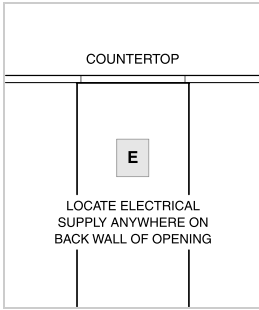 COUNTERTOP
E
LOCATE ELECTRICAL
SUPPLY ANYWHERE ON
BACK WALL OF OPENING